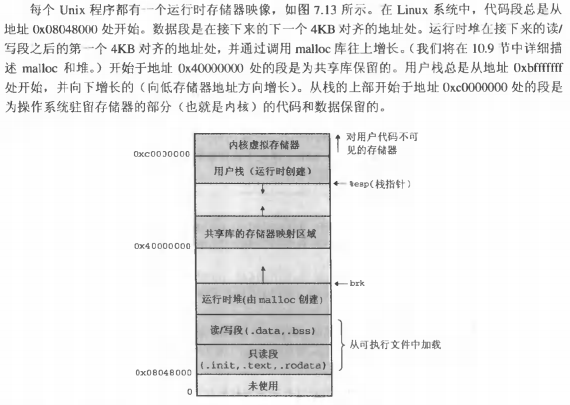 每个 Unix 程序都有一个运行时存储器映像，如图 7.13 所示。在 Linux 系统中，代码段总是从
地址 0x08048000 处开始。数据段是在接下来的下一个 4KB 对齐的地址处。运行时堆在接下来的读/
写段之后的第一个 4KB 对齐的地址处，并通过调用 malloc 库往上增长。（我们将在 10.9 节中详细描
述 malloc 和堆。）开始于地址 0x40000000 处的段是为共享库保留的。用户栈总是从地址 0xbfffffff
处开始，并向下增长的（向低存储器地址方向增长）。从栈的上部开始于地址 0xc0000000 处的段是
为操作系统驻留存储器的部分（也就是内核）的代码和数据保留的。
内核虚拟存储器
对用户代码不可
见的存储器
0xc0000000
用户栈（运行时创建）
%esp(栈指针)
共享库的存储器映射区域
0x40000000
brk
运行时堆(由 malloc 创建)
读/写段(.data,.bss)
从可执行文件中加载
只读段
(.init,.text,.rodata)
0x08048000
未使用
0